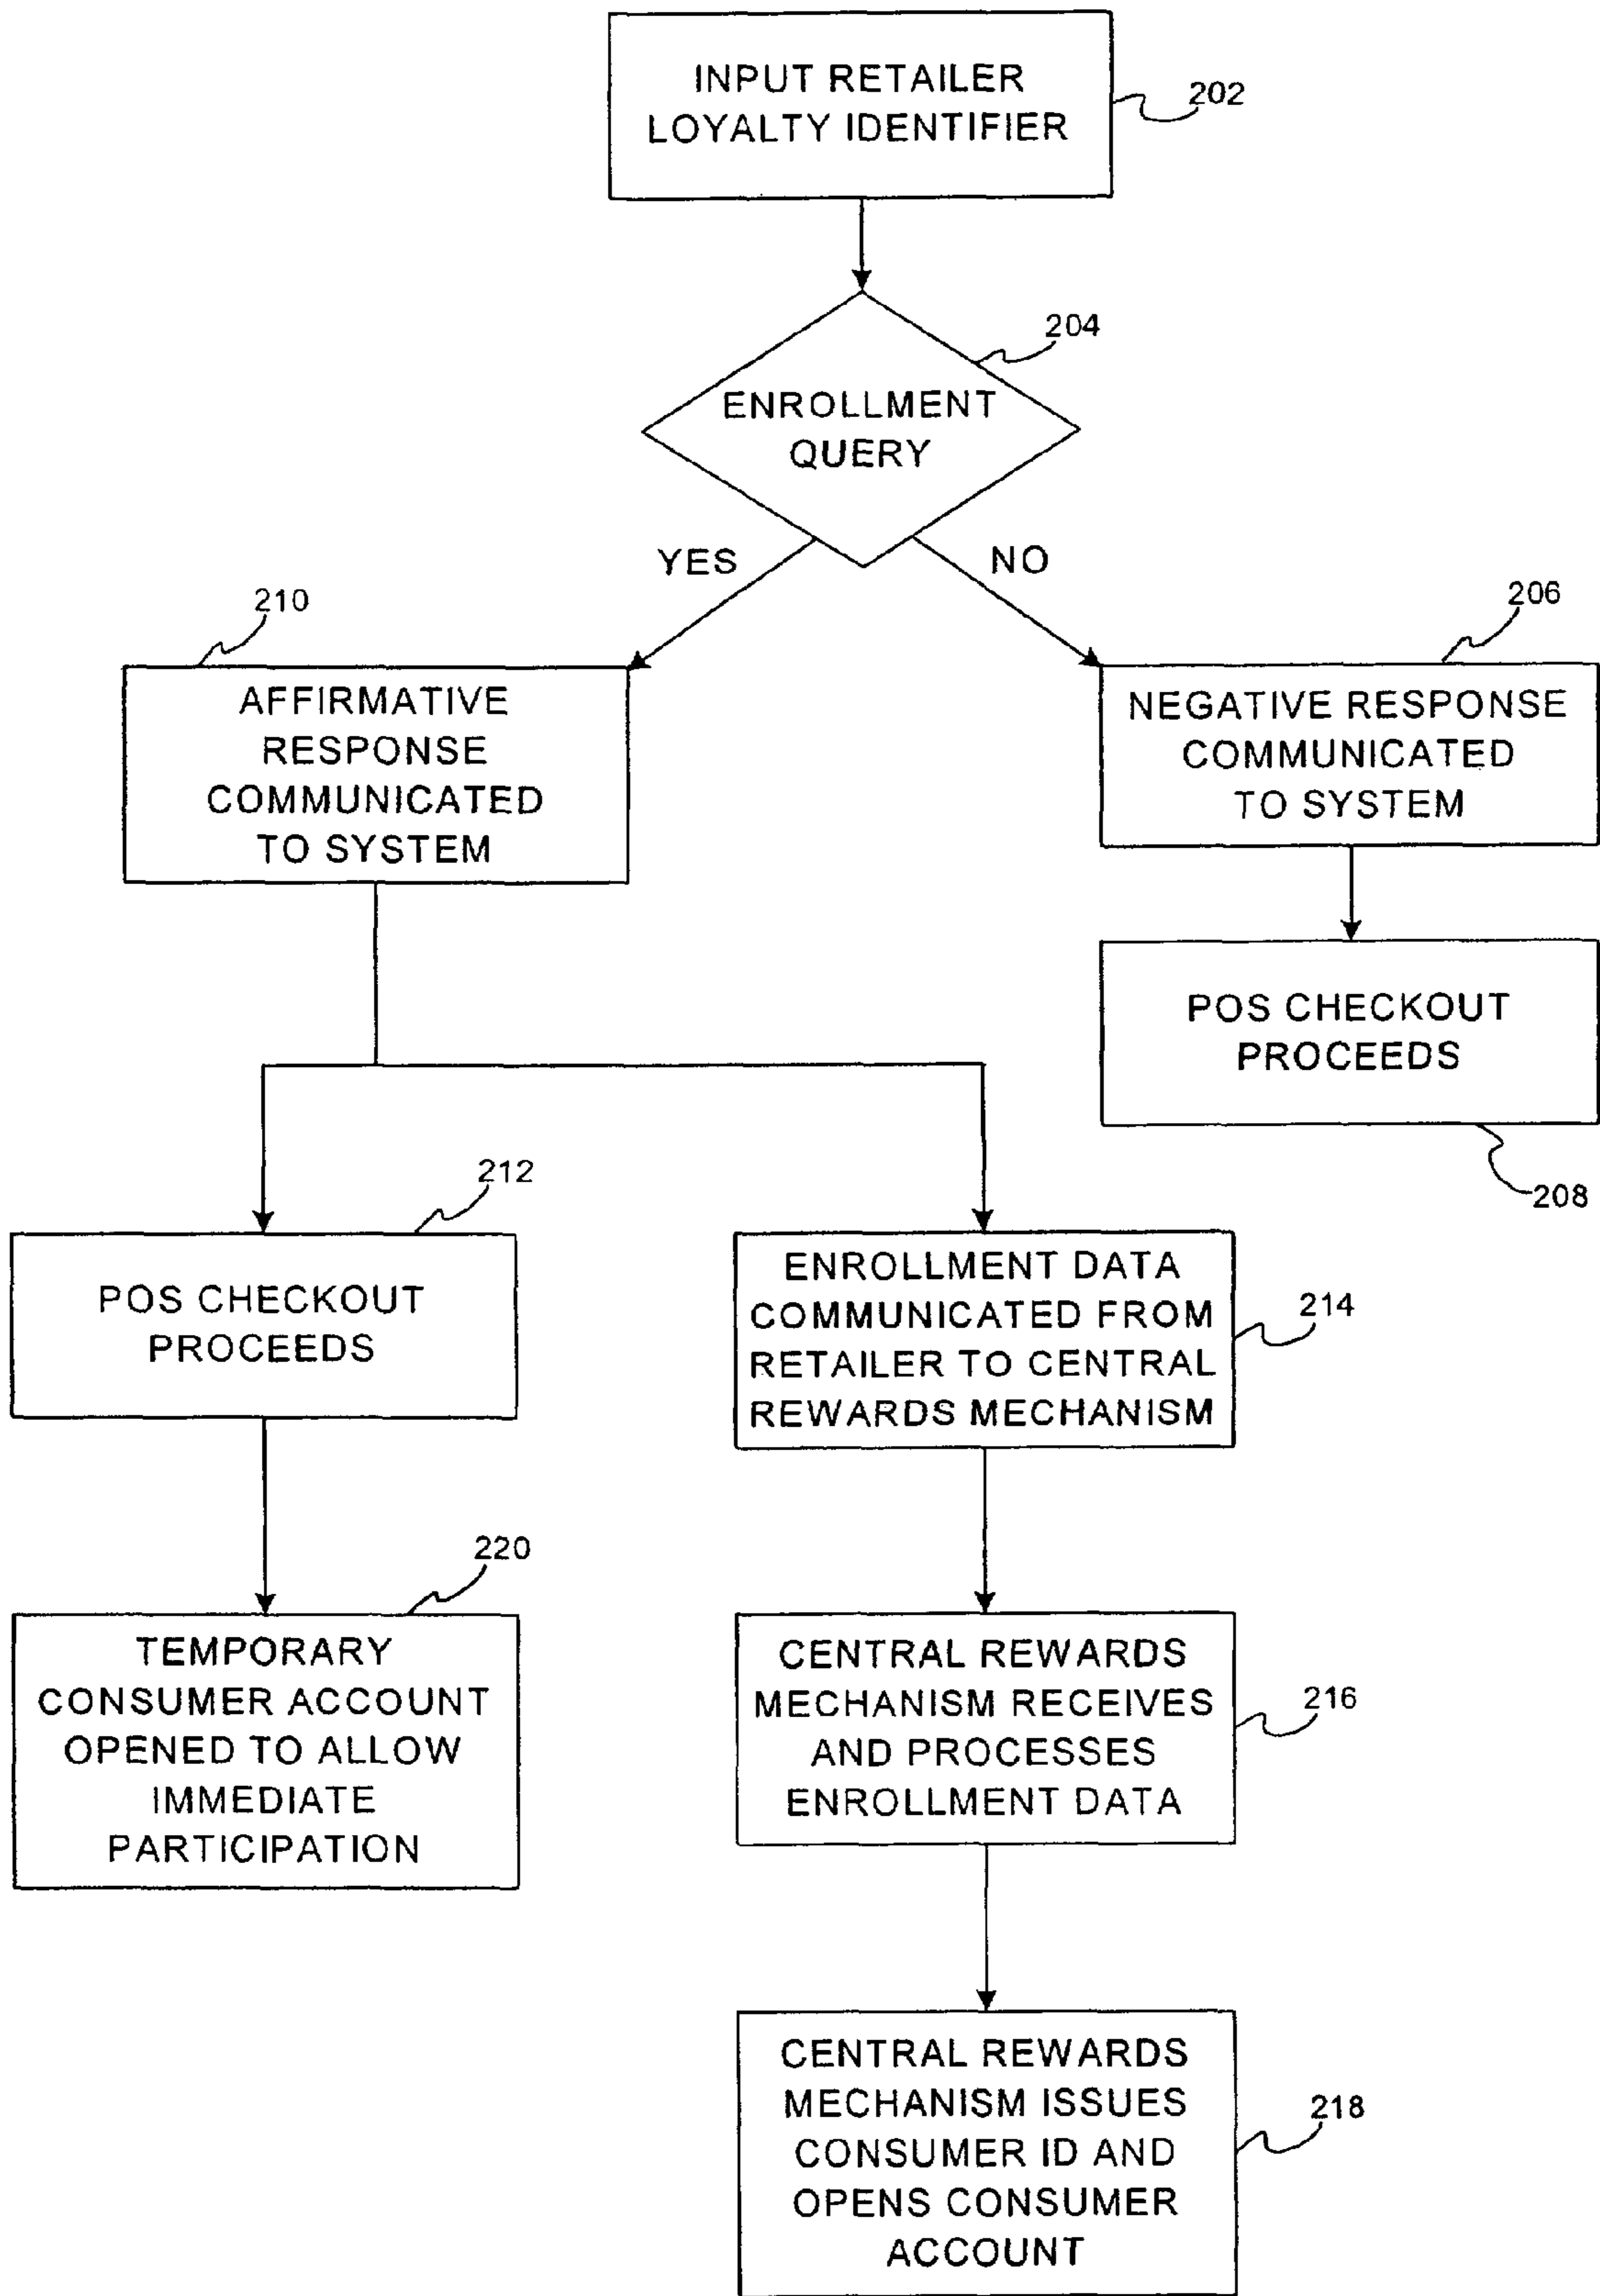 INPUT RETAILER
LOYALTY IDENTIFIER
202
204
ENROLLMENT
QUERY
YES
NO
210
206
AFFIRMATIVE
RESPONSE
COMMUNICATED
TO SYSTEM
NEGATIVE RESPONSE
COMMUNICATED
TO SYSTEM
POS CHECKOUT
PROCEEDS
208
212
POS CHECKOUT
PROCEEDS
ENROLLMENT DATA
COMMUNICATED FROM
RETAILER TO CENTRAL
REWARDS MECHANISM
214
220
TEMPORARY
CONSUMER ACCOUNT
OPENED TO ALLOW
IMMEDIATE
PARTICIPATION
CENTRAL REWARDS
MECHANISM RECEIVES
AND PROCESSES
ENROLLMENT DATA
216
CENTRAL REWARDS
MECHANISM ISSUES
CONSUMER ID AND
OPENS CONSUMER
ACCOUNT
218